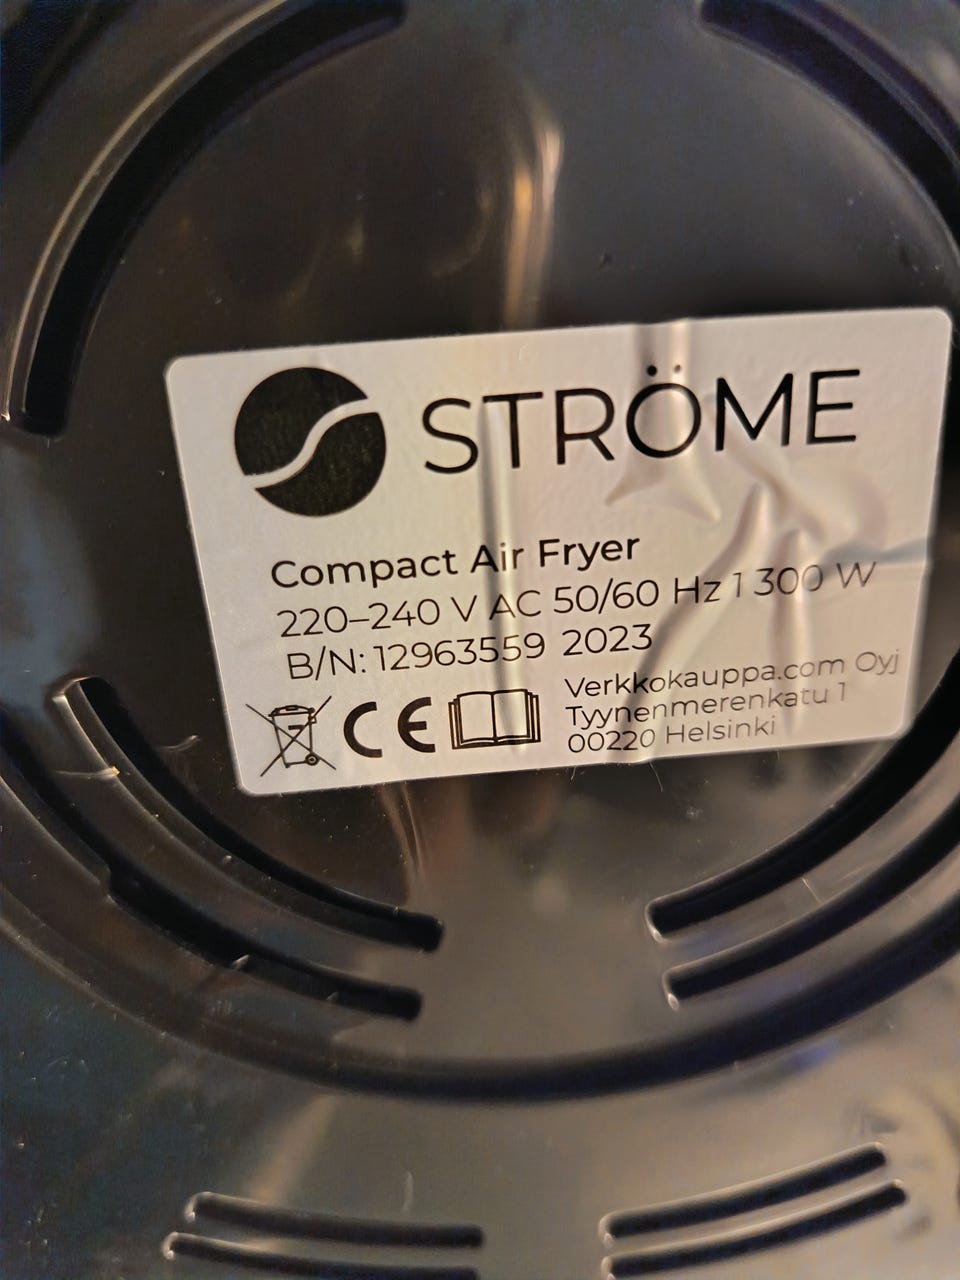 STRÖME
Compact Air Fryer
220–240 V AC 50/60 Hz 1 300 W
B/N: 12963559 2023
CE
Verkkokauppa.com Oyj
Tyynenmerenkatu 1
00220 Helsinki